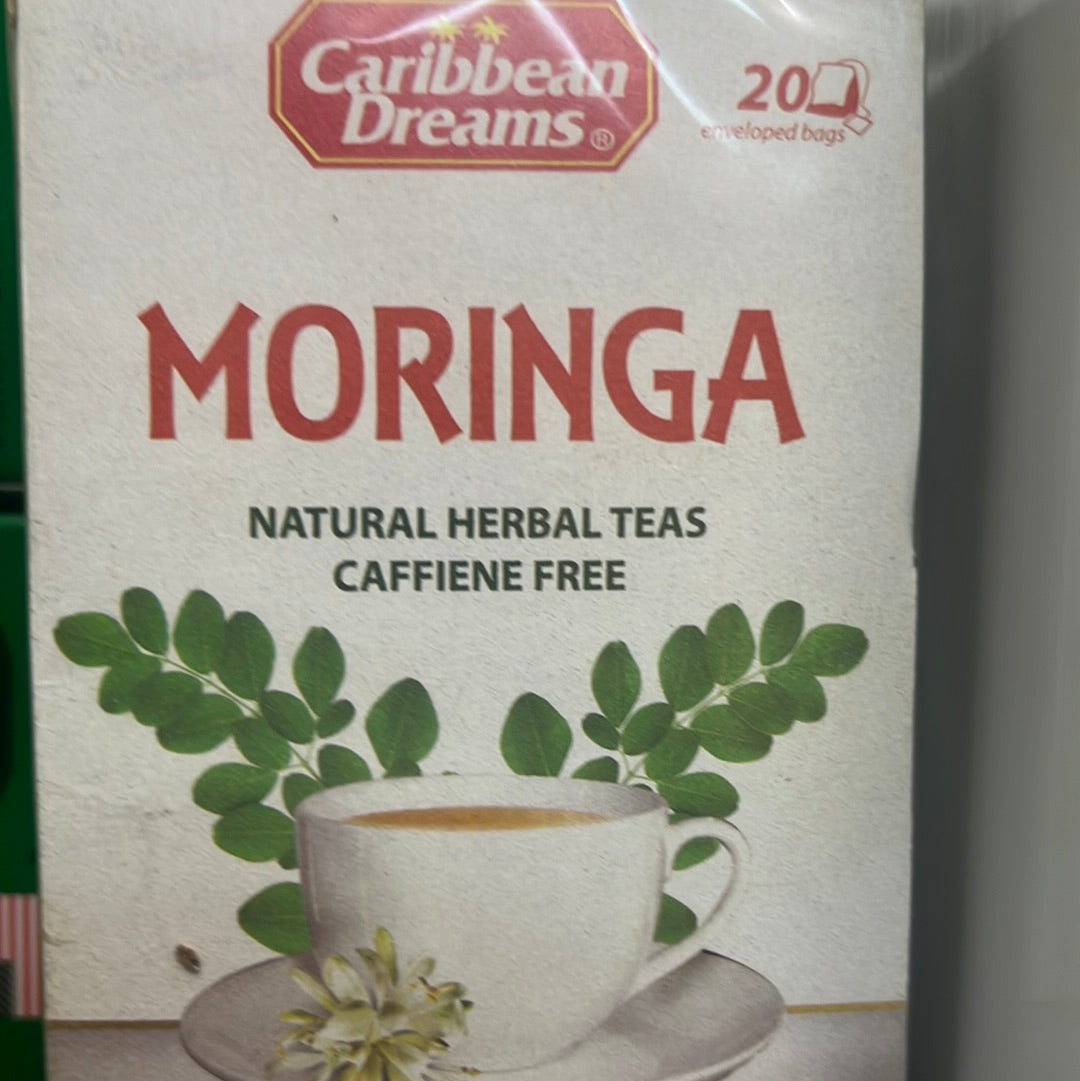 Caribbean
Dreams®
20
enveloped bags
MORINGA
NATURAL HERBAL TEAS
CAFFIENE FREE